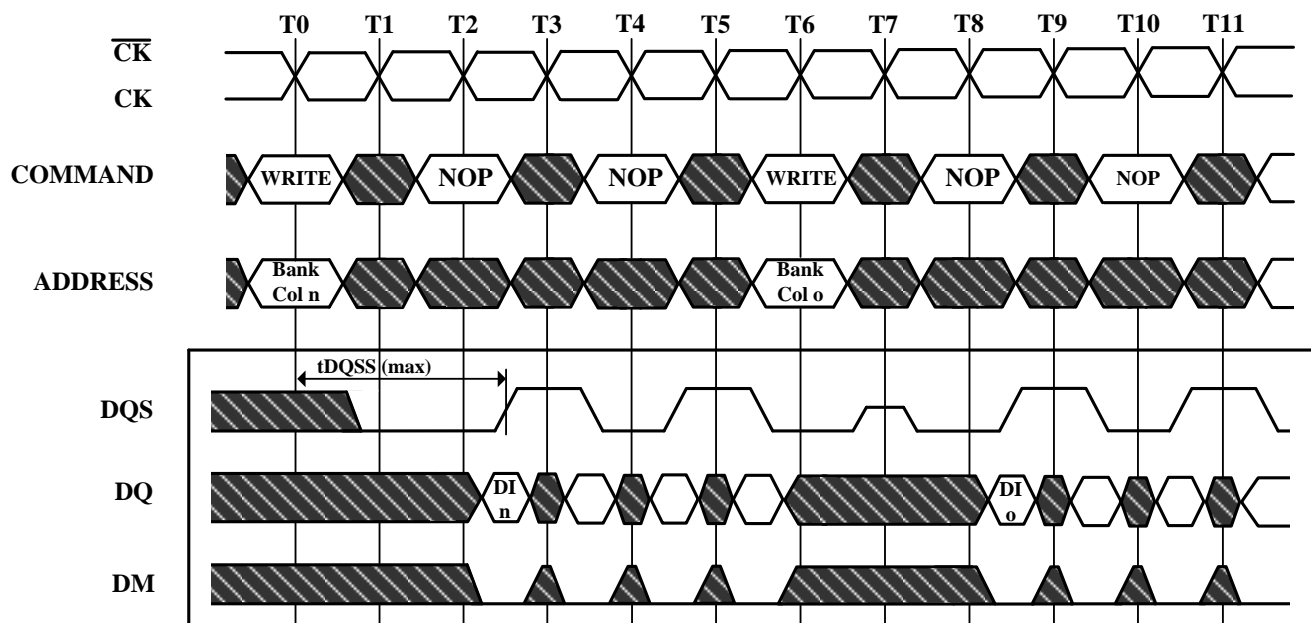 T0 T1 T2 T3 T4 T5 T6 T7 T8 T9 T10 T11
CK
CK
COMMAND WRITE NOP NOP WRITE NOP NOP
ADDRESS Bank Col n Bank Col o
tDQSS (max)
DQS
DQ DI n DI o
DM